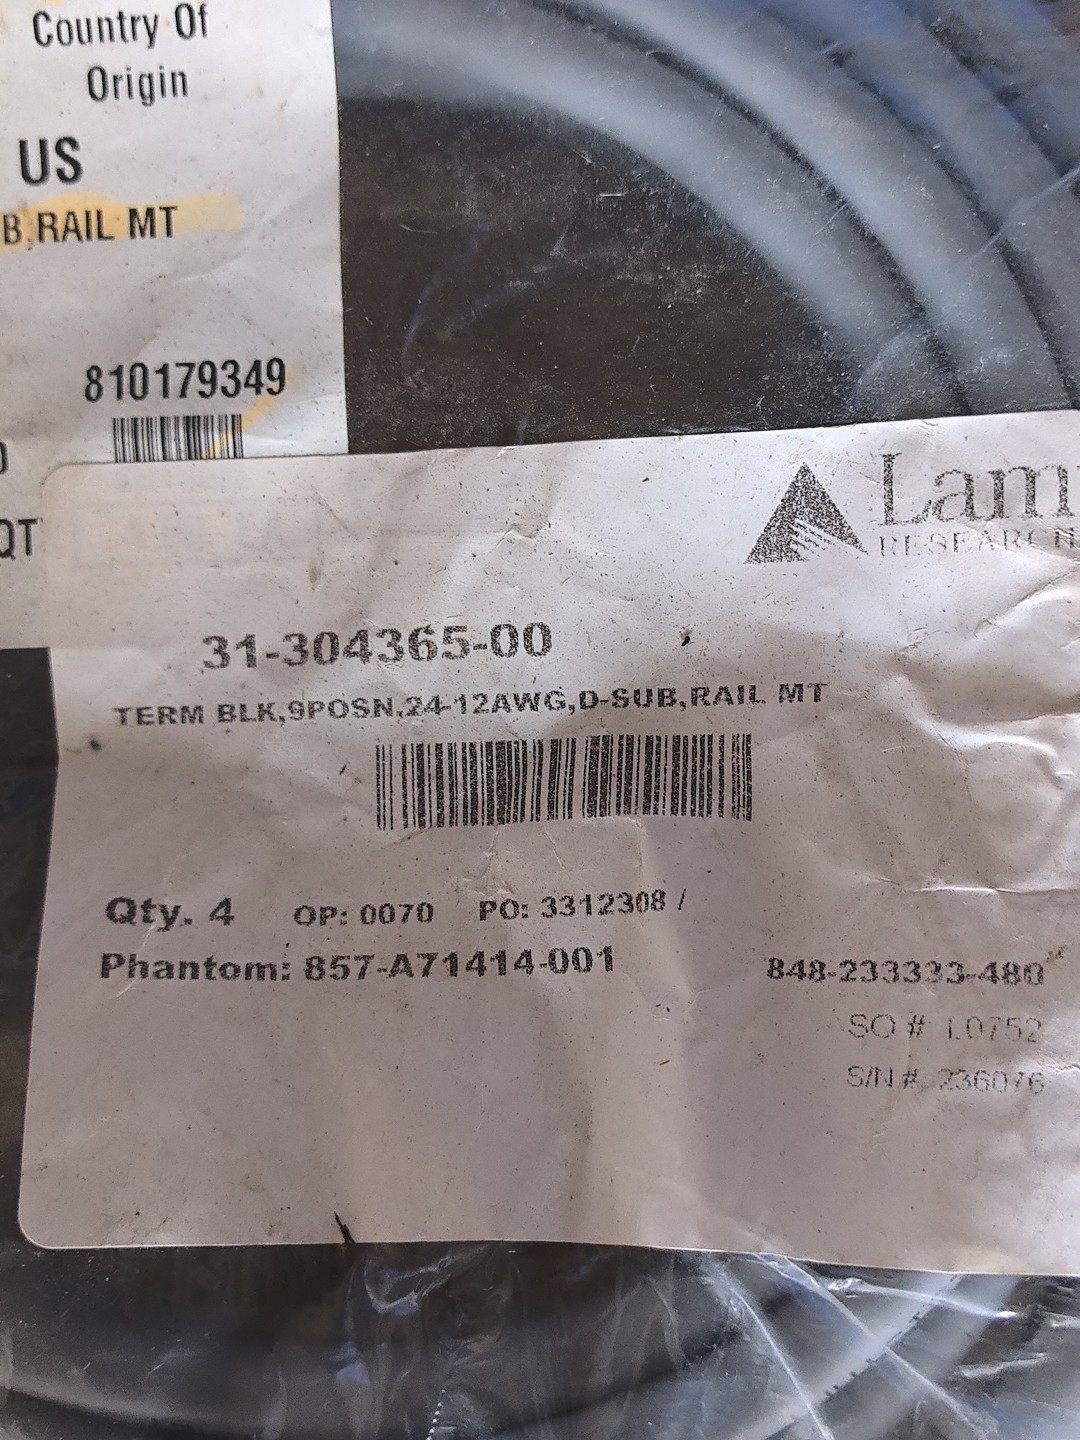 Country Of
Origin
US
B,RAIL MT
810179349
QT
Lam
RESEARCH
31-304365-00
TERM BLK,9POSN,24-12AWG,D-SUB,RAIL MT
Qty. 4 OP: 0070 PO: 3312308 /
Phantom: 857-A71414-001
848-233333-480
SO # L0752
S/N #. 236076